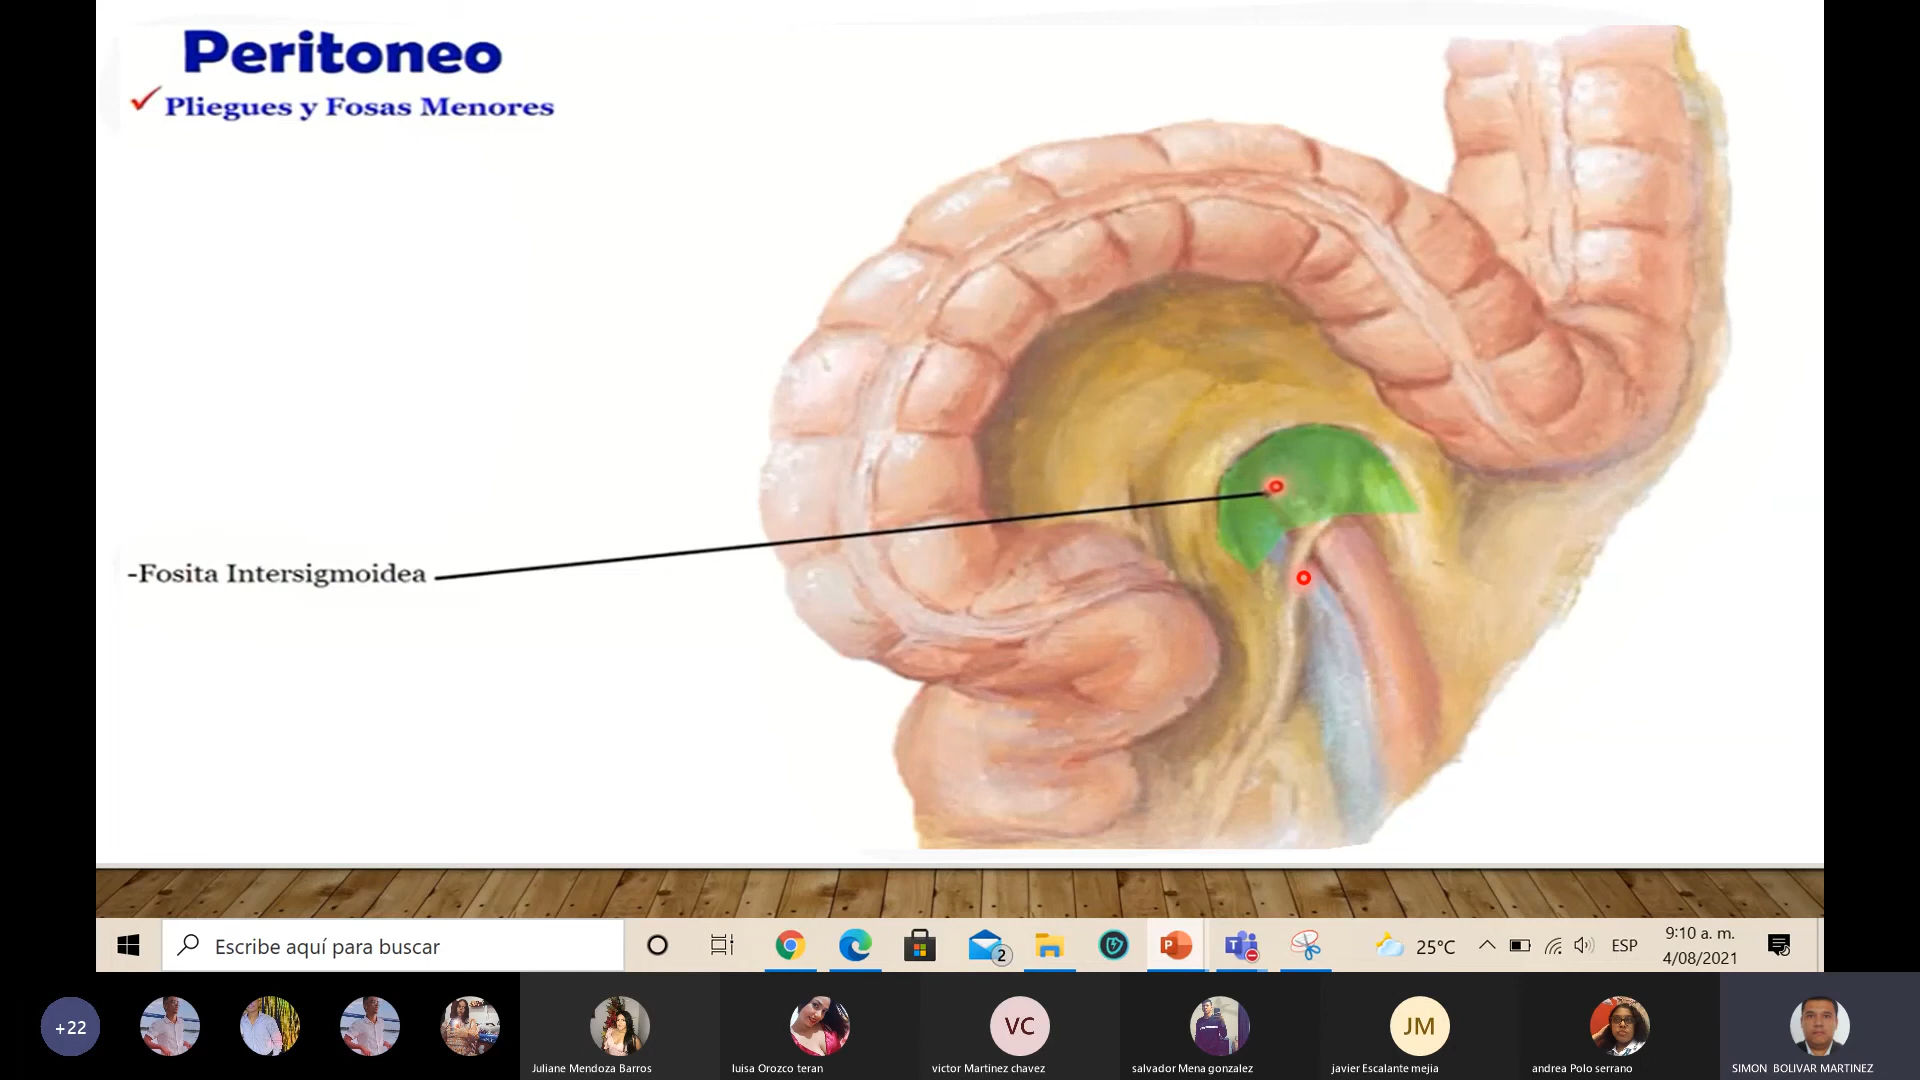 Peritoneo
Pliegues y Fosas Menores
-Fosita Intersigmoidea
Escribe aquí para buscar
2
P
25°C
ESP
9:10 a. m.
4/08/2021
+22
VC
JM
Juliane Mendoza Barros
luisa Orozco teran
victor Martinez chavez
salvador Mena gonzalez
javier Escalante mejia
andrea Polo serrano
SIMON BOLIVAR MARTINEZ